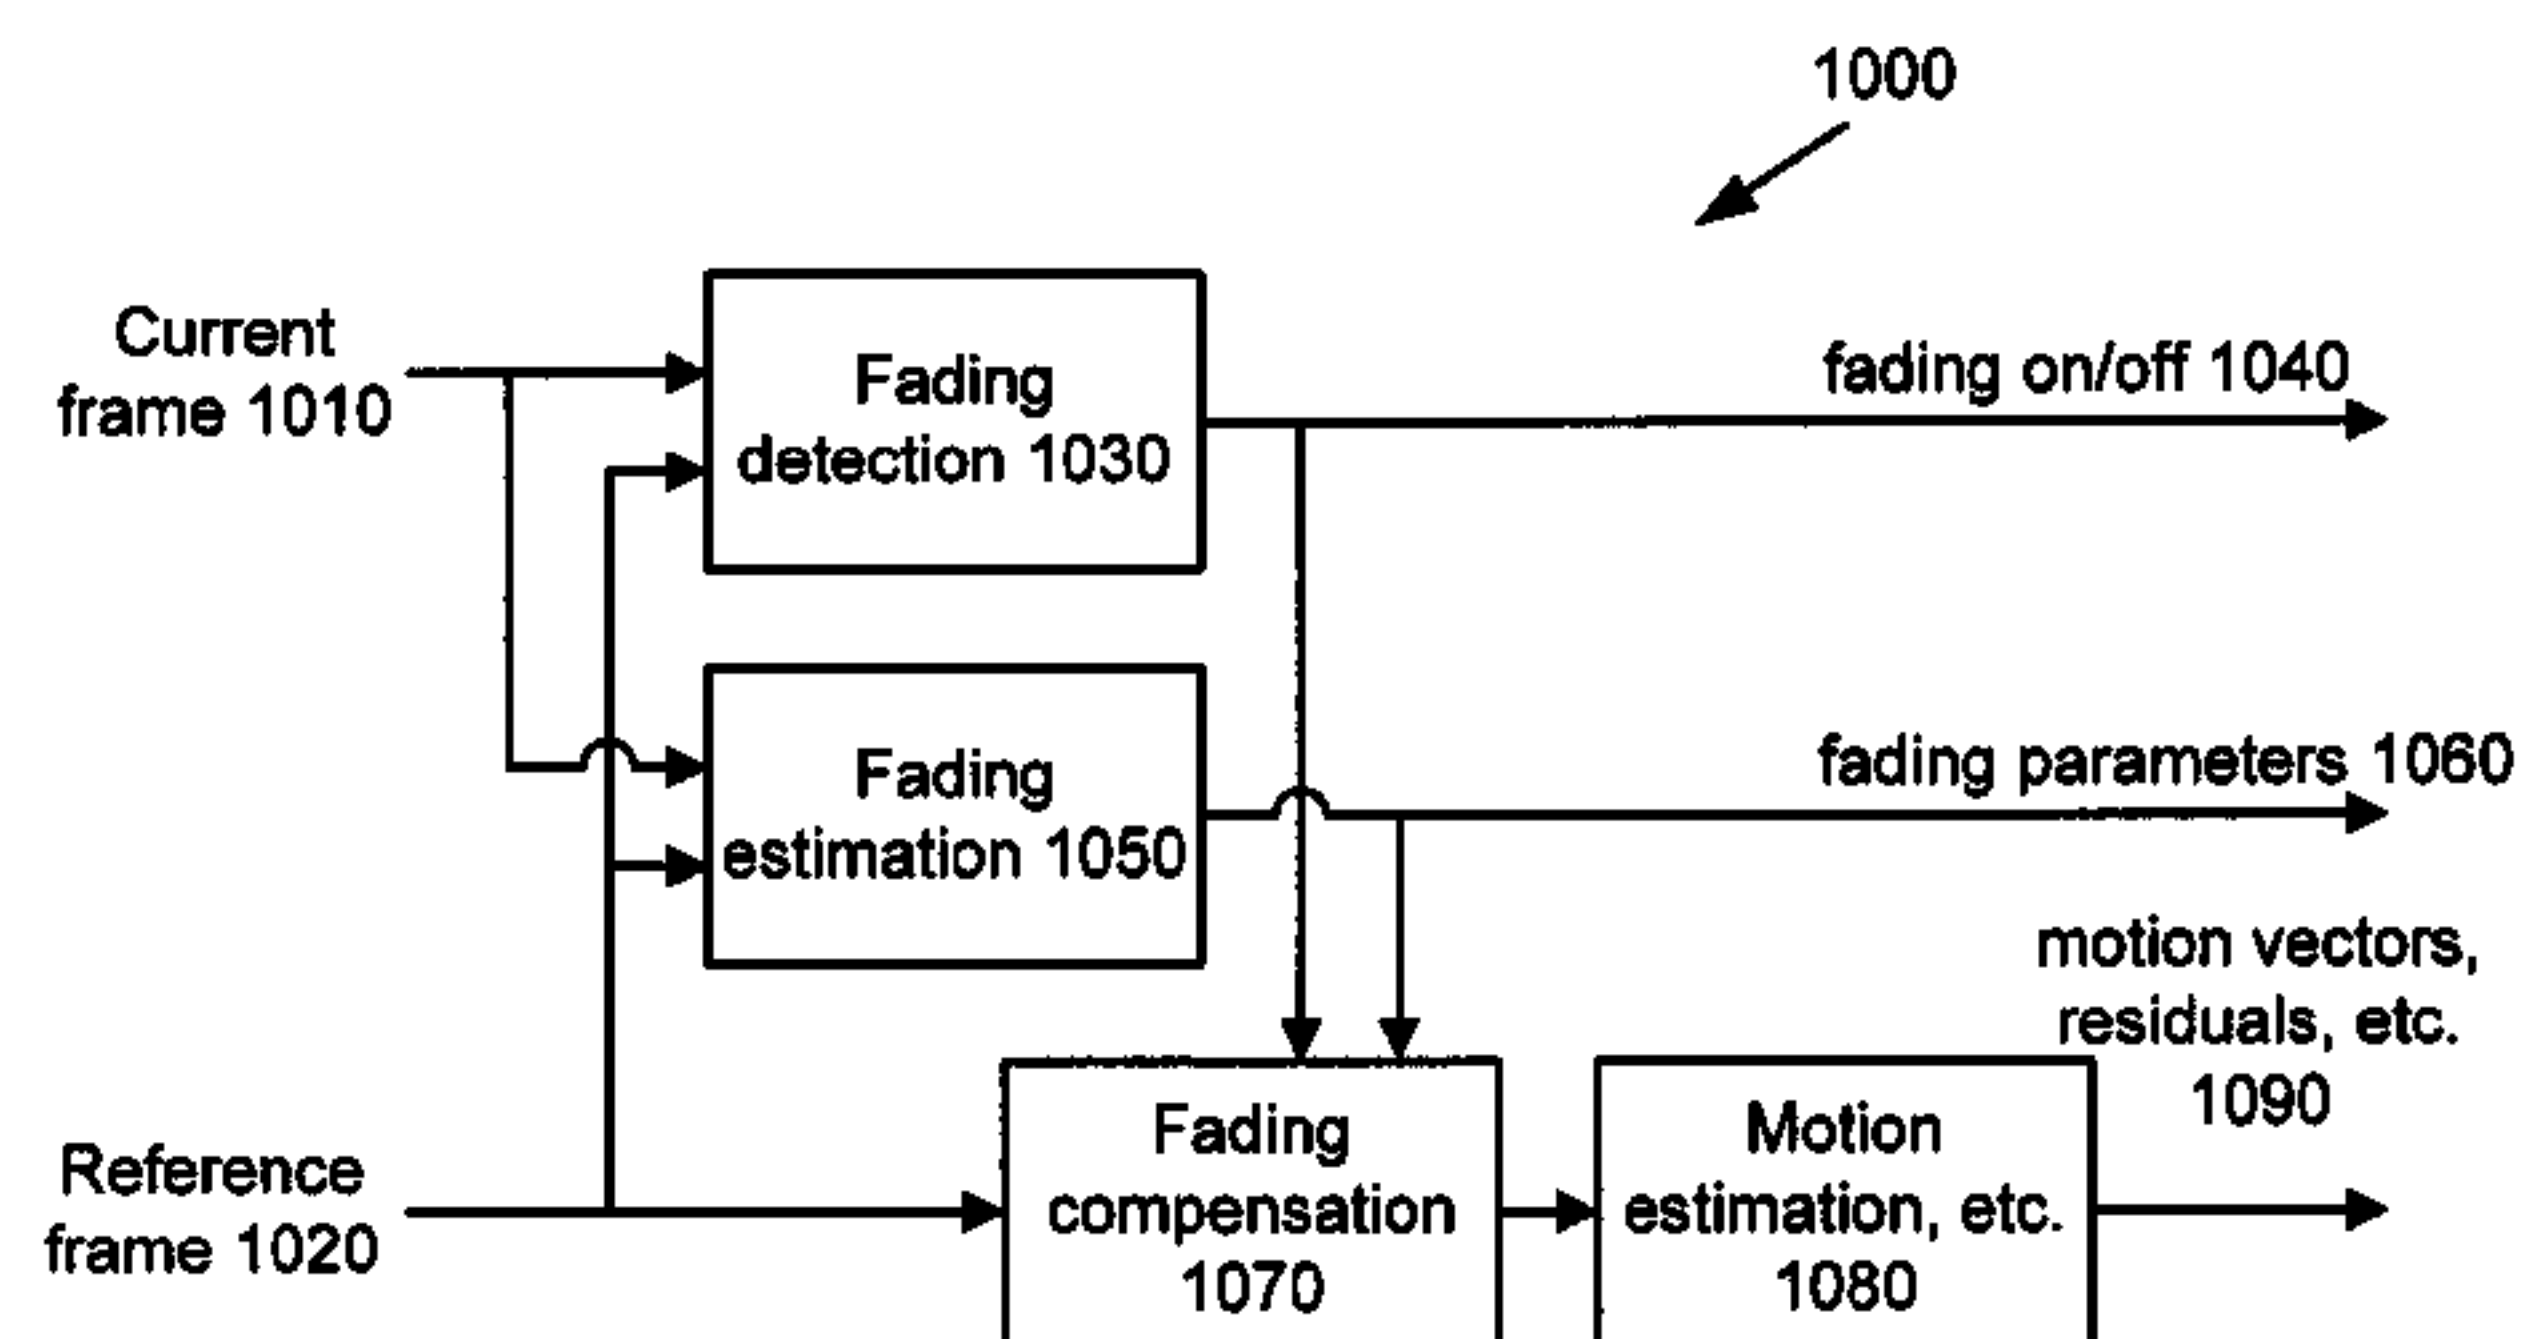 1000
Current
frame 1010
Fading
detection 1030
fading on/off 1040
Fading
estimation 1050
fading parameters 1060
motion vectors,
residuals, etc.
1090
Reference
frame 1020
Fading
compensation
1070
Motion
estimation, etc.
1080